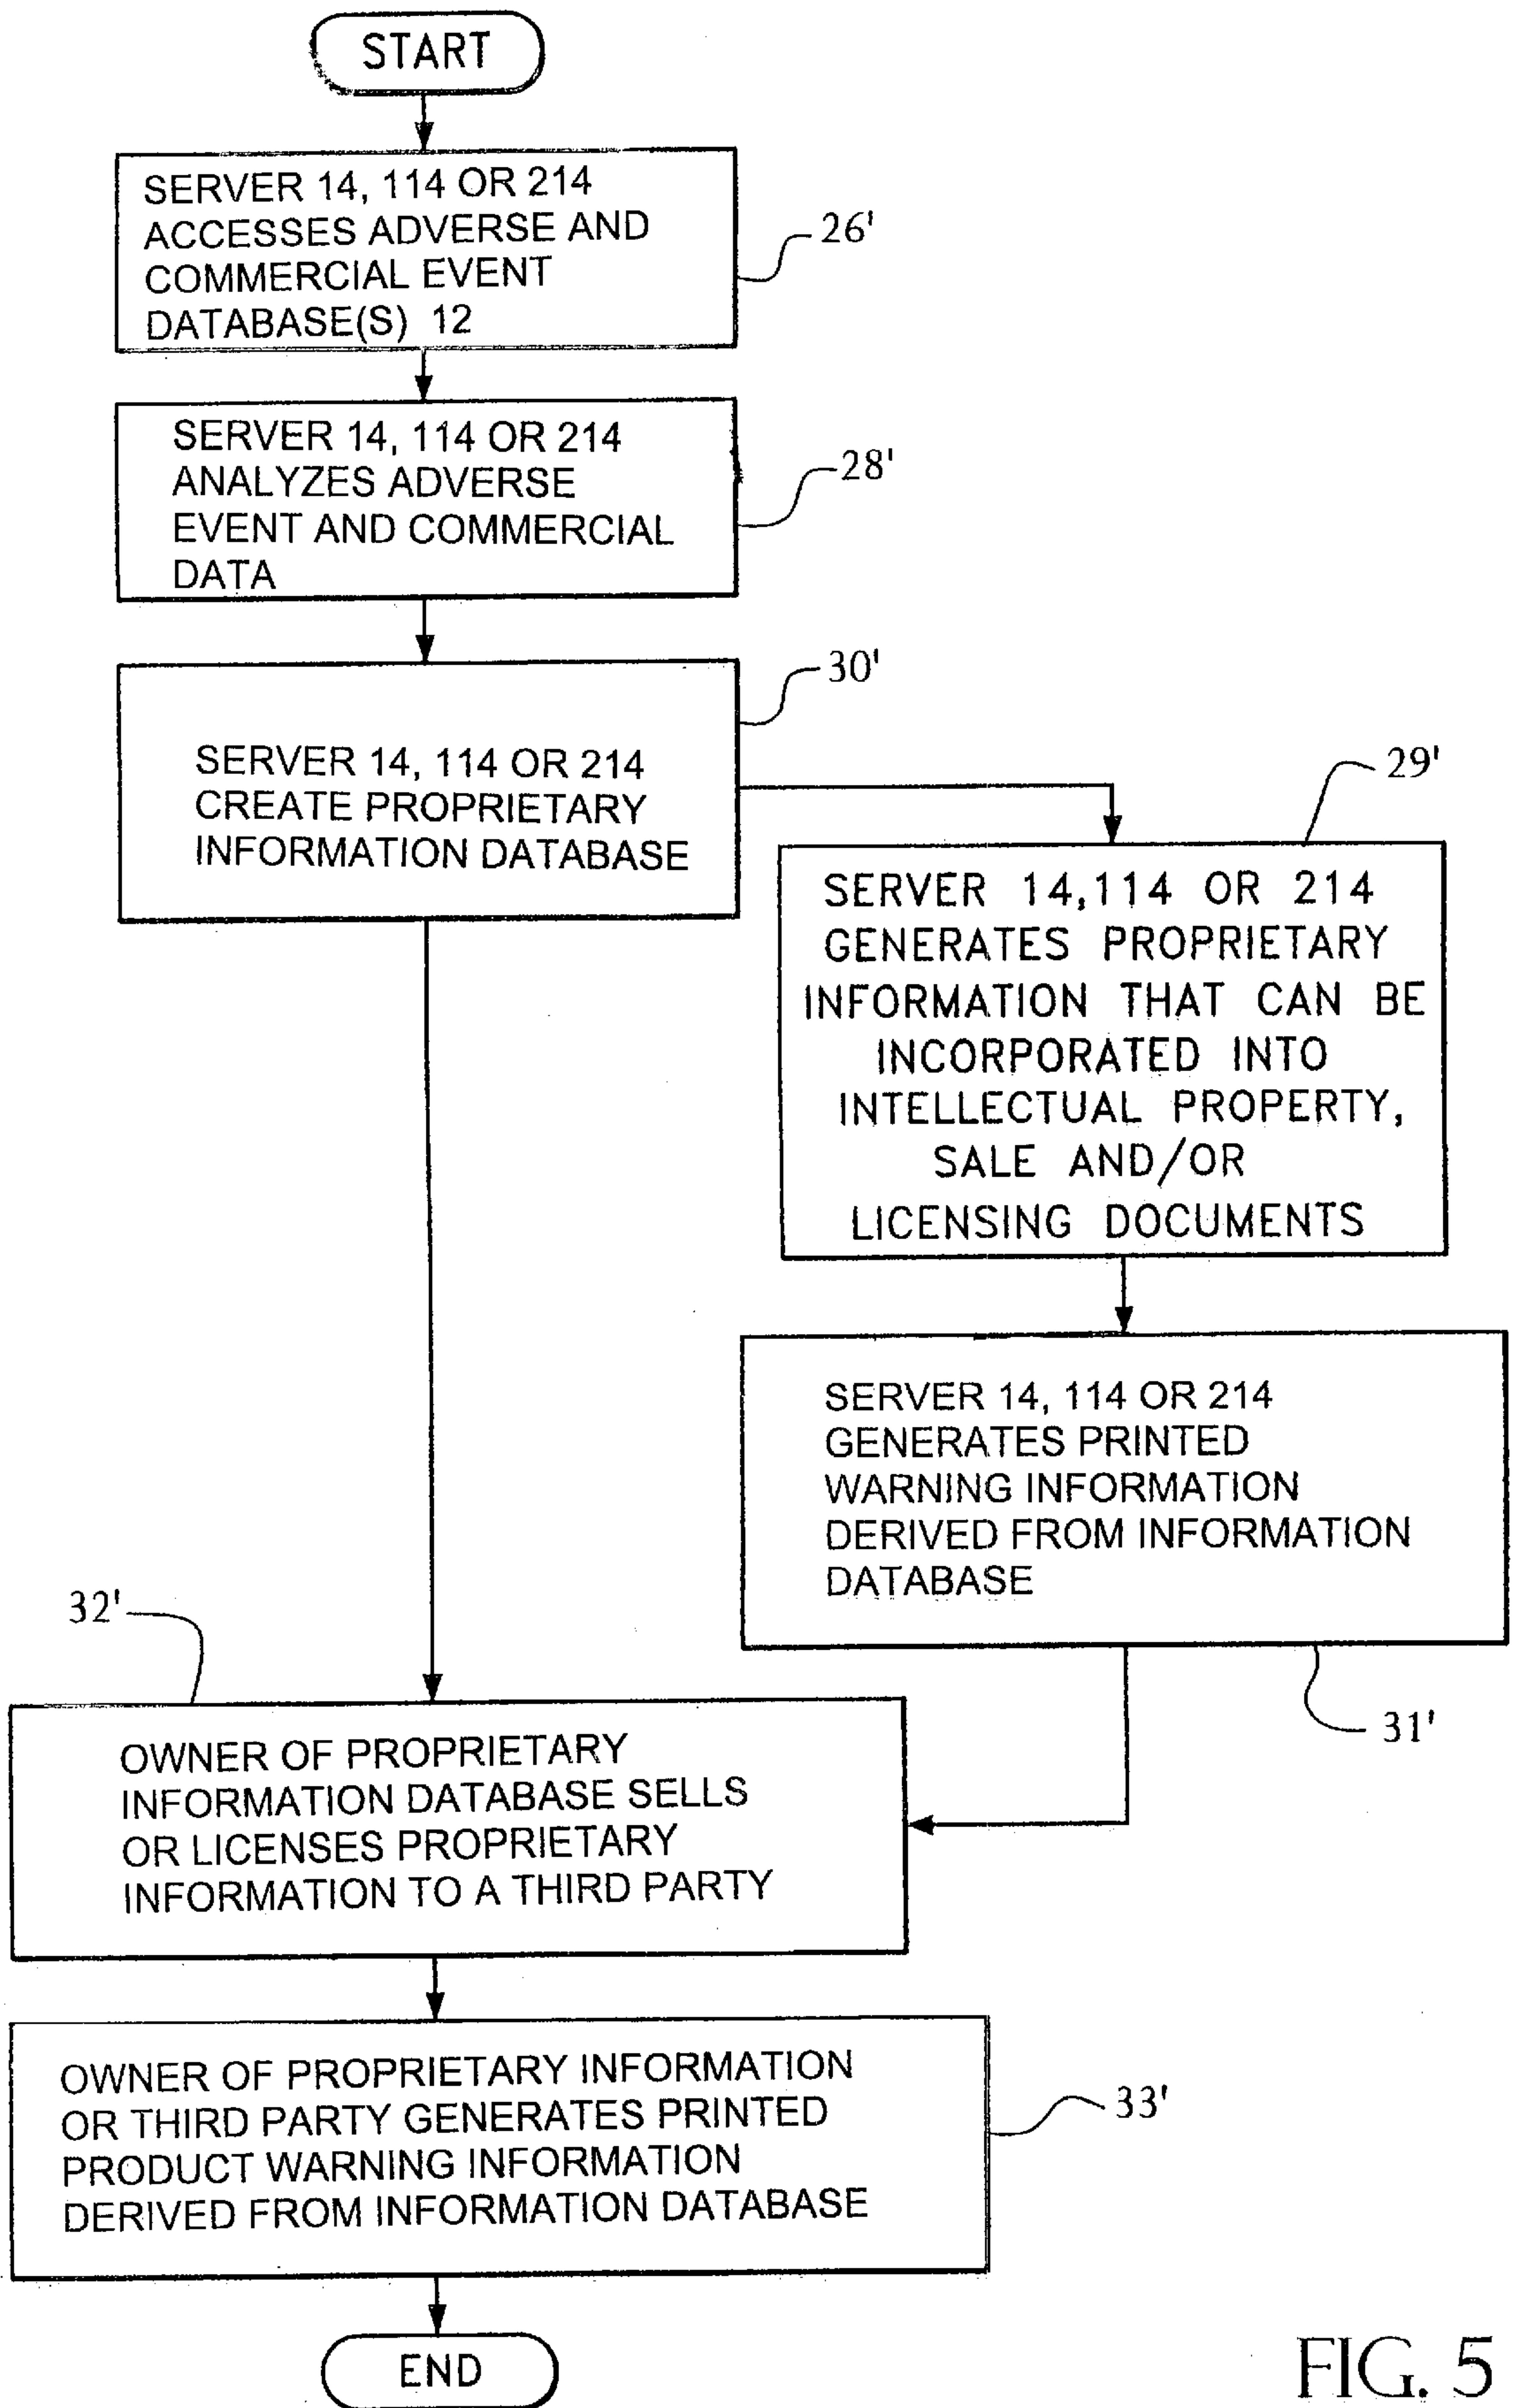 START
SERVER 14, 114 OR 214
ACCESSES ADVERSE AND
COMMERCIAL EVENT
DATABASE(S) 12
26'
SERVER 14, 114 OR 214
ANALYZES ADVERSE
EVENT AND COMMERCIAL
DATA
28'
30'
SERVER 14, 114 OR 214
CREATE PROPRIETARY
INFORMATION DATABASE
29'
SERVER 14,114 OR 214
GENERATES PROPRIETARY
INFORMATION THAT CAN BE
INCORPORATED INTO
INTELLECTUAL PROPERTY,
SALE AND/OR
LICENSING DOCUMENTS
SERVER 14, 114 OR 214
GENERATES PRINTED
WARNING INFORMATION
DERIVED FROM INFORMATION
DATABASE
31'
32'
OWNER OF PROPRIETARY
INFORMATION DATABASE SELLS
OR LICENSES PROPRIETARY
INFORMATION TO A THIRD PARTY
OWNER OF PROPRIETARY INFORMATION
OR THIRD PARTY GENERATES PRINTED
PRODUCT WARNING INFORMATION
DERIVED FROM INFORMATION DATABASE
33'
END
FIG. 5